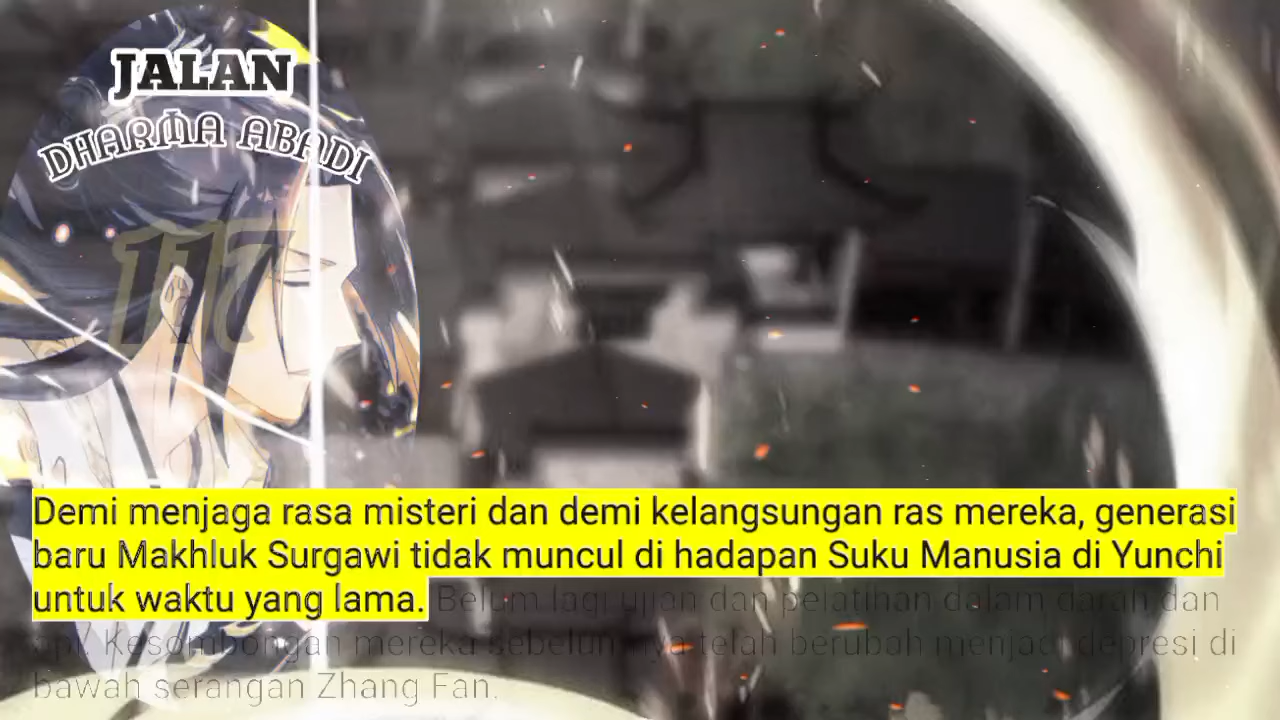 JALAN
DHARMA ABADI
117
Demi menjaga rasa misteri dan demi kelangsungan ras mereka, generasi
baru Makhluk Surgawi tidak muncul di hadapan Suku Manusia di Yunchi
untuk waktu yang lama. Belum lagi ujian dan pelatihan dalam darah dan
api. Kesombongan mereka sebelumnya telah berubah menjadi depresi di
bawah serangan Zhang Fan.